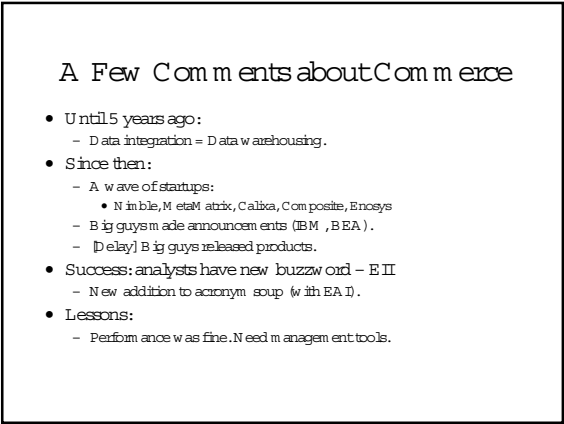 A Few Comments about Commerce
• Until 5 years ago:
– Data integration = Data warehousing.
• Since then:
– A wave of startups:
• Nimble, MetaMatrix, Calixa, Composite, Enosys
– Big guys made announcements (IBM, BEA).
– [Delay] Big guys released products.
• Success: analysts have new buzzword – EII
– New addition to acronym soup (with EAI).
• Lessons:
– Performance was fine. Need management tools.